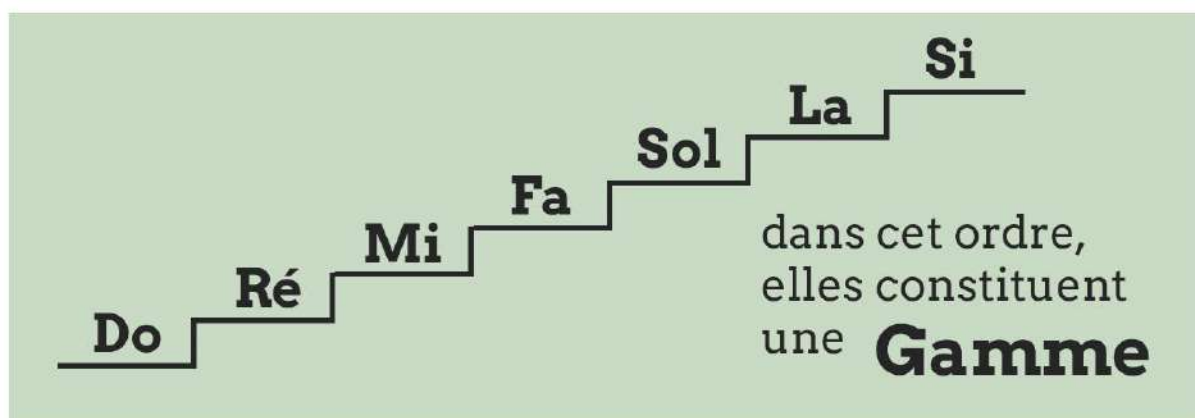 Do
Ré
Mi
Fa
Sol
La
Si
dans cet ordre,
elles constituent
une Gamme